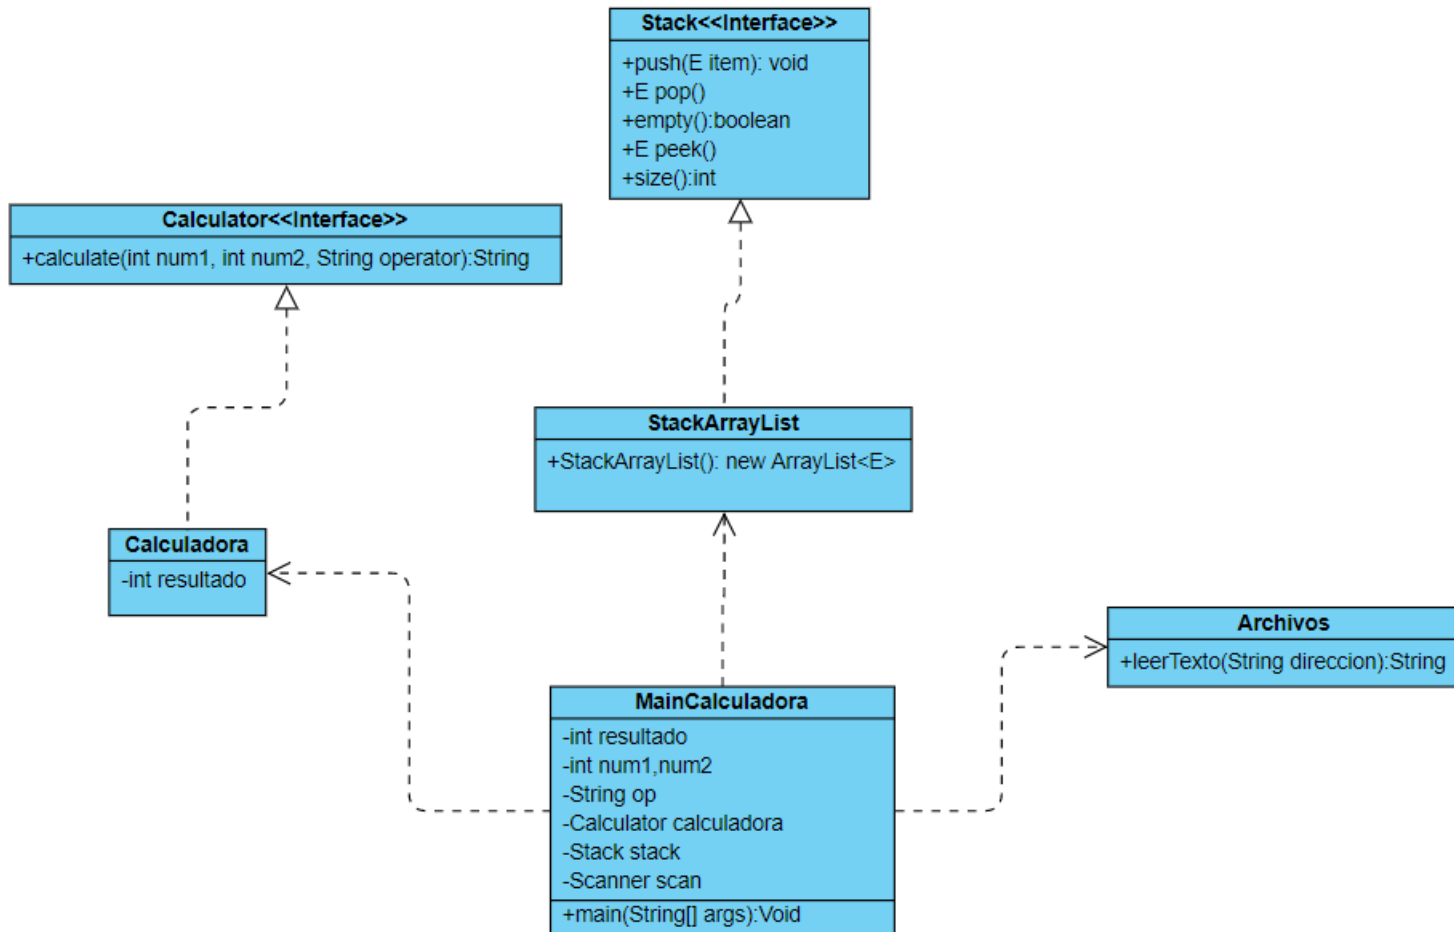 Stack<<Interface>>
+push(E item): void
+E pop()
+empty():boolean
+E peek()
+size():int
Calculator<<Interface>>
+calculate(int num1, int num2, String operator):String
StackArrayList
+StackArrayList(): new ArrayList<E>
Calculadora
-int resultado
Archivos
+leerTexto(String direccion):String
MainCalculadora
-int resultado
-int num1,num2
-String op
-Calculator calculadora
-Stack stack
-Scanner scan
+main(String[] args):Void